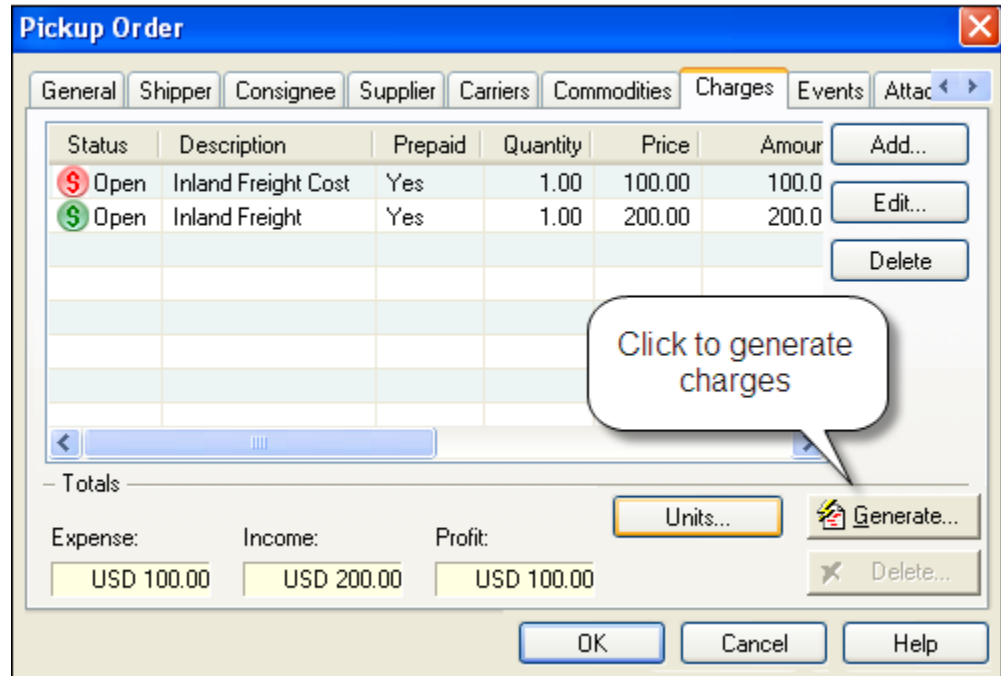 Pickup Order
General Shipper Consignee Supplier Carriers Commodities Charges Events Attac
Status Description Prepaid Quantity Price Amour Add...
$ Open Inland Freight Cost Yes 1.00 100.00 100.0
Edit...
$ Open Inland Freight Yes 1.00 200.00 200.0
Delete
Click to generate
charges
Totals
Units... Generate...
Expense: Income: Profit:
USD 100.00 USD 200.00 USD 100.00 Delete...
OK Cancel Help